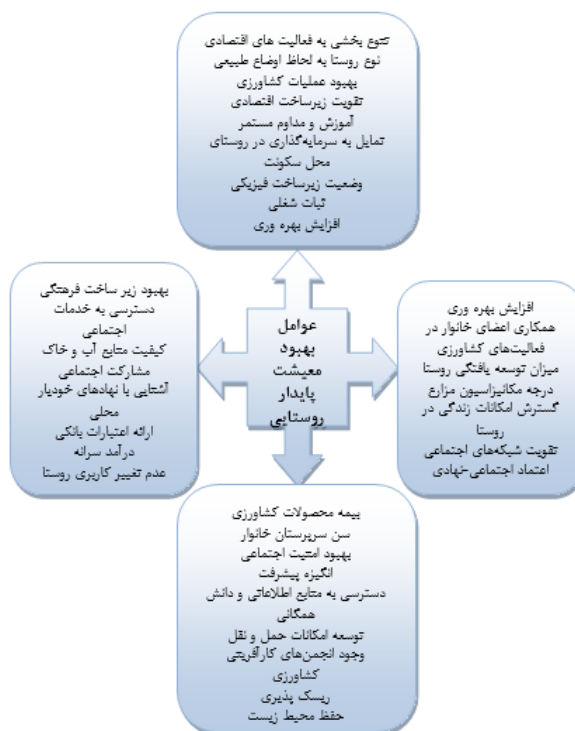 تنوع بخشی به فعالیت های اقتصادی
نوع روستا به لحاظ اوضاع طبیعی
بهبود عملیات کشاورزی
تقویت زیرساخت اقتصادی
آموزش و مداوم مستمر
تمایل به سرمایه‌گذاری در روستای
محل سکونت
وضعیت زیرساخت فیزیکی
ثبات شغلی
افزایش بهره وری
افزایش بهره وری
همکاری اعضای خانوار در
فعالیت‌های کشاورزی
میزان توسعه یافتگی روستا
درجه مکانیزاسیون مزارع
گسترش امکانات زندگی در
روستا
تقویت شبکه‌های اجتماعی
اعتماد اجتماعی-نهادی
عوامل
بهبود
معیشت
پایدار
روستایی
بهبود زیر ساخت فرهنگی
دسترسی به خدمات
اجتماعی
کیفیت منابع آب و خاک
مشارکت اجتماعی
آشنایی با نهادهای خودیار
محلی
ارائه اعتبارات بانکی
درآمد سرانه
عدم تغییر کاربری روستا
بیمه محصولات کشاورزی
سن سرپرستان خانوار
بهبود امنیت اجتماعی
انگیزه پیشرفت
دسترسی به منابع اطلاعاتی و دانش
همگانی
توسعه امکانات حمل و نقل
وجود انجمن‌های کارآفرینی
کشاورزی
ریسک پذیری
حفظ محیط زیست